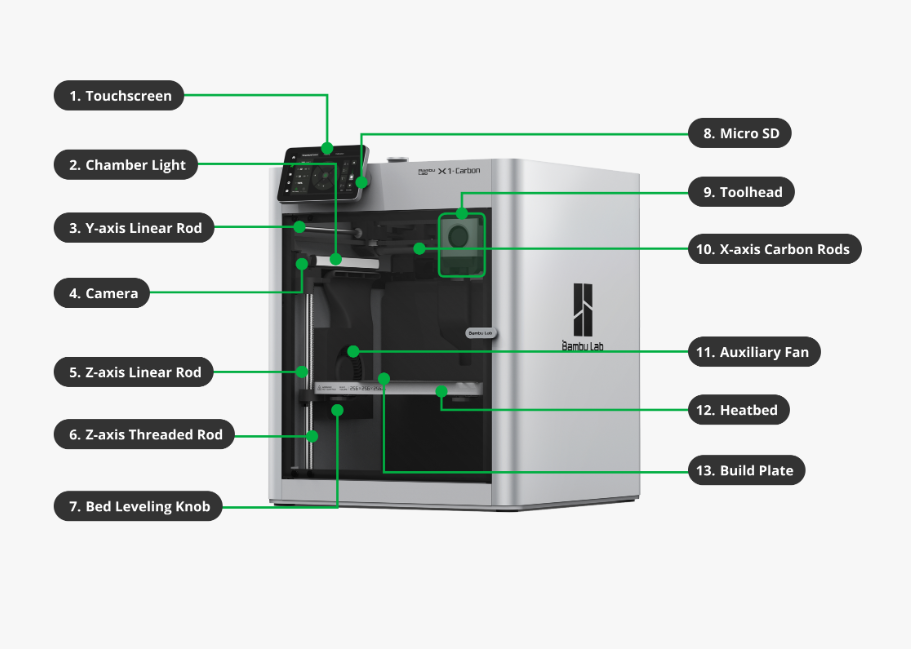 1. Touchscreen
8. Micro SD
2. Chamber Light
Bambu
Lab
X1-Carbon
9. Toolhead
3. Y-axis Linear Rod
10. X-axis Carbon Rods
4. Camera
Bambu Lab
Bambu Lab
11. Auxiliary Fan
5. Z-axis Linear Rod
12. Heatbed
6. Z-axis Threaded Rod
13. Build Plate
7. Bed Leveling Knob